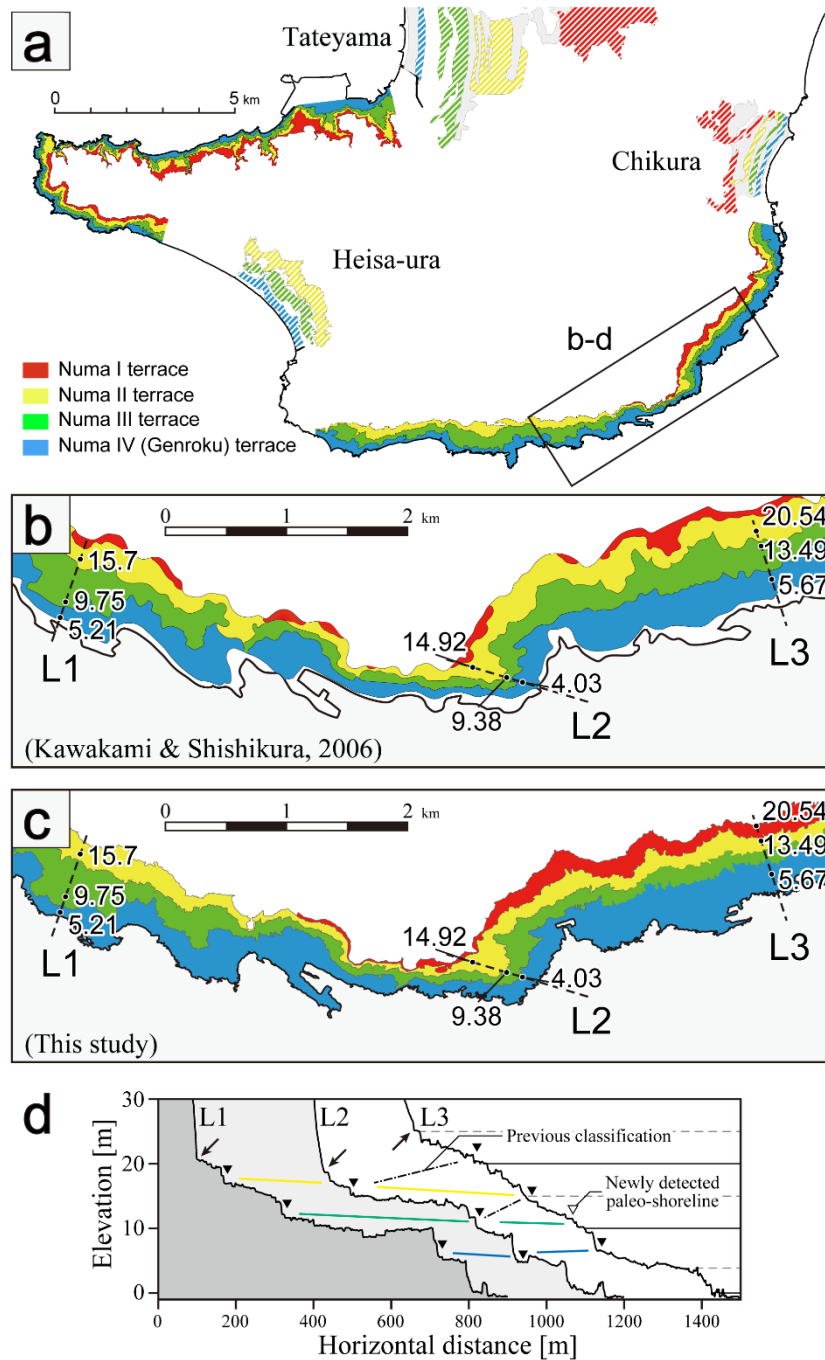 a
Tateyama
0 5 km
Chikura
Heisa-ura
b-d
Numa I terrace
Numa II terrace
Numa III terrace
Numa IV (Genroku) terrace
b
0 1 2 km
20.54
15.7
13.49
9.75
5.67
5.21
14.92
L1
L3
4.03
9.38
L2
(Kawakami & Shishikura, 2006)
c
0 1 2 km
20.54
15.7
13.49
9.75
5.67
5.21
14.92
L1
L3
4.03
9.38
L2
(This study)
d
30
L1 L2 L3
Previous classification
20
Newly detected
paleo-shoreline
10
0
Elevation [m]
0 200 400 600 800 1000 1200 1400
Horizontal distance [m]